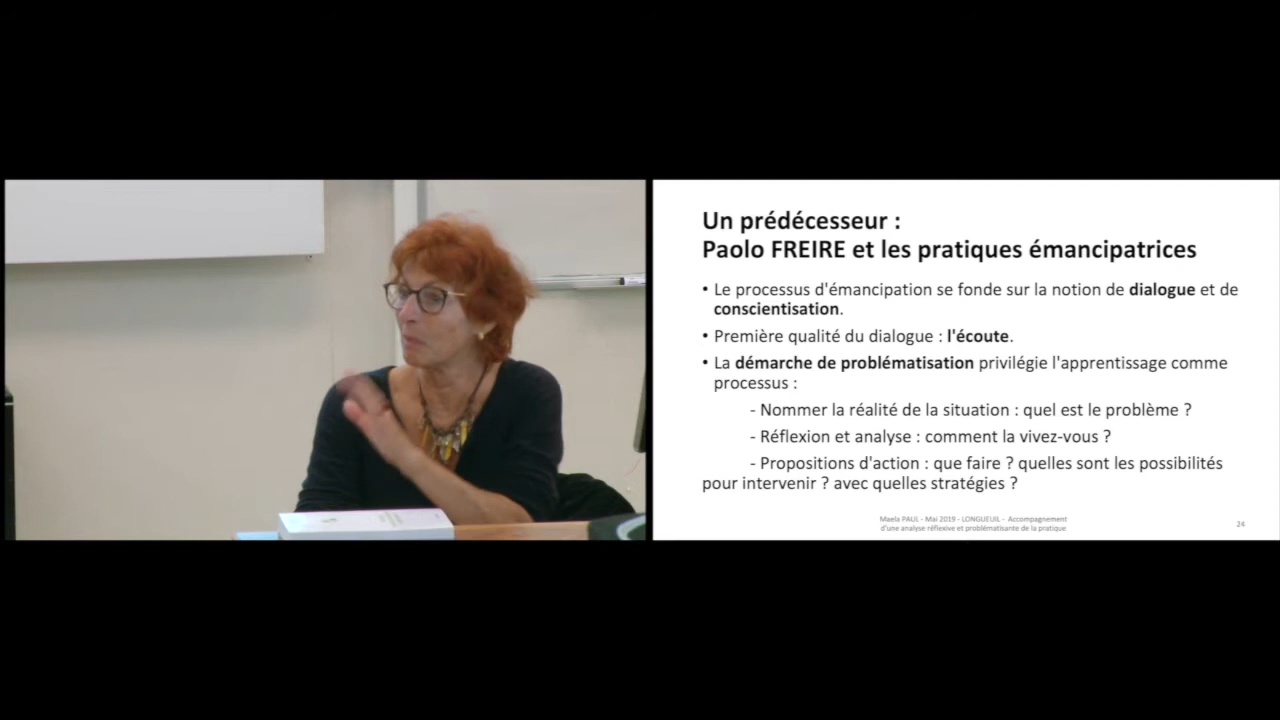 Un prédécesseur :
Paolo FREIRE et les pratiques émancipatrices
• Le processus d'émancipation se fonde sur la notion de dialogue et de
conscientisation.
• Première qualité du dialogue : l'écoute.
• La démarche de problématisation privilégie l'apprentissage comme
processus :
- Nommer la réalité de la situation : quel est le problème ?
- Réflexion et analyse : comment la vivez-vous ?
- Propositions d'action : que faire ? quelles sont les possibilités
pour intervenir ? avec quelles stratégies ?
Maela PAUL - Mai 2019 - LONGUEUIL - Accompagnement
d'une analyse réflexive et problématisante de la pratique
24